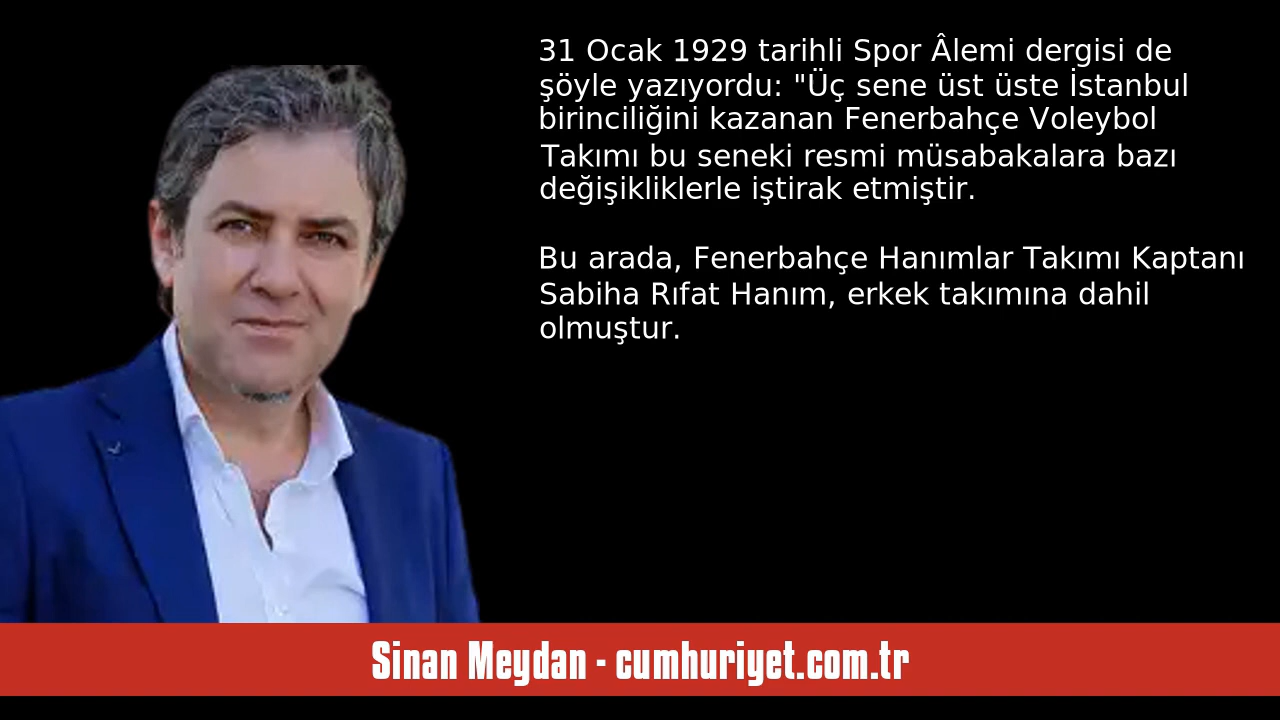 31 Ocak 1929 tarihli Spor Âlemi dergisi de
şöyle yazıyordu: "Üç sene üst üste İstanbul
birinciliğini kazanan Fenerbahçe Voleybol
Takımı bu seneki resmi müsabakalara bazı
değişikliklerle iştirak etmiştir.
Bu arada, Fenerbahçe Hanımlar Takımı Kaptanı
Sabiha Rıfat Hanım, erkek takımına dahil
olmuştur.
Sinan Meydan - cumhuriyet.com.tr